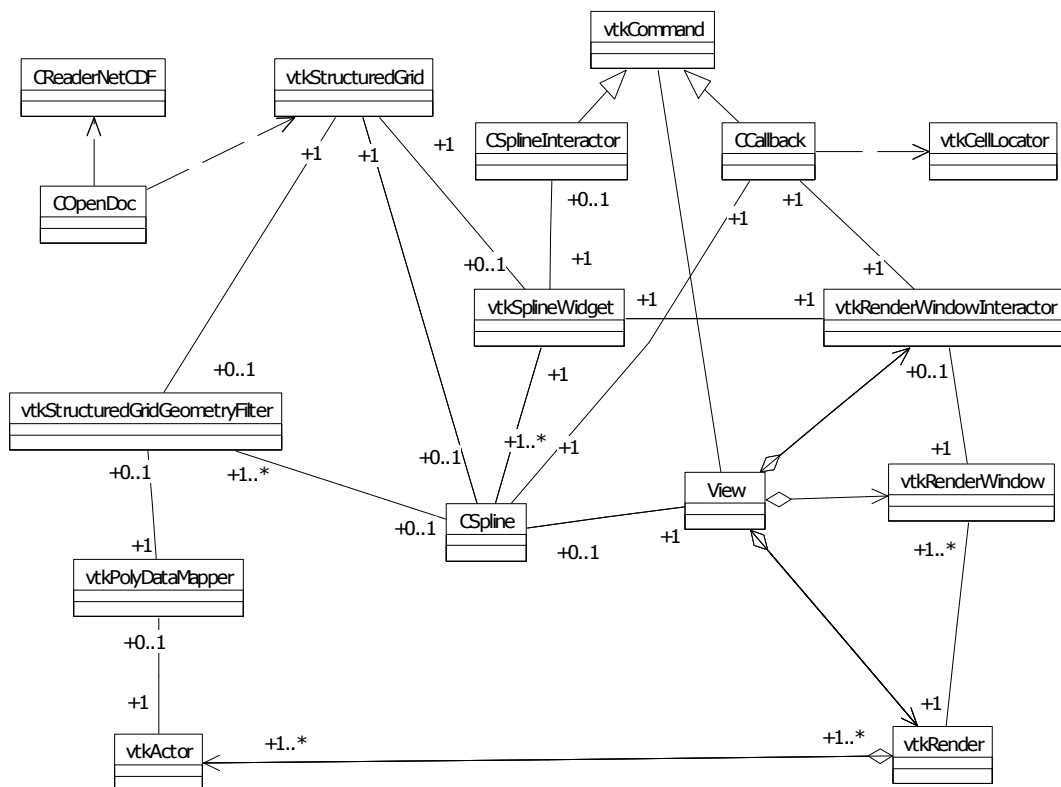 vtkCommand
CReaderNetCDF
vtkStructuredGrid
CSplineInteractor
CCallback
vtkCellLocator
+1
+1
+1
COpenDoc
+0..1
+1
+1
+0..1
+1
+1
vtkSplineWidget
+1
+1
vtkRenderWindowInteractor
+0..1
+1
+0..1
vtkStructuredGridGeometryFilter
+0..1
+1..*
+1..*
+1
+0..1
+1
View
vtkRenderWindow
CSpline
+0..1
+0..1
+1
+1..*
+1
vtkPolyDataMapper
+0..1
+1
+1
vtkActor
+1..*
+1..*
vtkRender